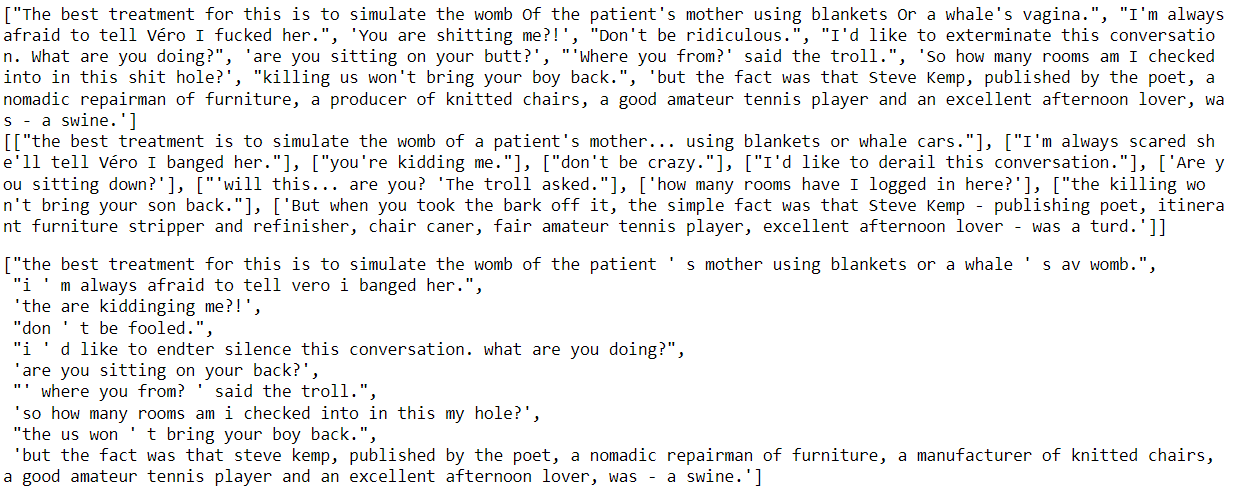 ["The best treatment for this is to simulate the womb Of the patient's mother using blankets Or a whale's vagina.", "I'm always
afraid to tell Véro I fucked her.", 'You are shitting me?!', "Don't be ridiculous.", "I'd like to exterminate this conversatio
n. What are you doing?", 'are you sitting on your butt?', "'Where you from?' said the troll.", 'So how many rooms am I checked
into in this shit hole?', "killing us won't bring your boy back.", 'but the fact was that Steve Kemp, published by the poet, a
nomadic repairman of furniture, a producer of knitted chairs, a good amateur tennis player and an excellent afternoon lover, wa
s - a swine.']
[["the best treatment is to simulate the womb of a patient's mother... using blankets or whale cars."], ["I'm always scared sh
e'll tell Véro I banged her."], ["you're kidding me."], ["don't be crazy."], ["I'd like to derail this conversation."], ['Are y
ou sitting down?'], ["'will this... are you? 'The troll asked."], ['how many rooms have I logged in here?'], ["the killing wo
n't bring your son back."], ['But when you took the bark off it, the simple fact was that Steve Kemp - publishing poet, itinera
nt furniture stripper and refinisher, chair caner, fair amateur tennis player, excellent afternoon lover - was a turd.']]
["the best treatment for this is to simulate the womb of the patient ' s mother using blankets or a whale ' s av womb.",
"i ' m always afraid to tell vero i banged her.",
'the are kiddinging me?!',
"don ' t be fooled.",
"i ' d like to endter silence this conversation. what are you doing?",
'are you sitting on your back?',
"' where you from? ' said the troll.",
'so how many rooms am i checked into in this my hole?',
"the us won ' t bring your boy back.",
'but the fact was that steve kemp, published by the poet, a nomadic repairman of furniture, a manufacturer of knitted chairs,
a good amateur tennis player and an excellent afternoon lover, was - a swine.']